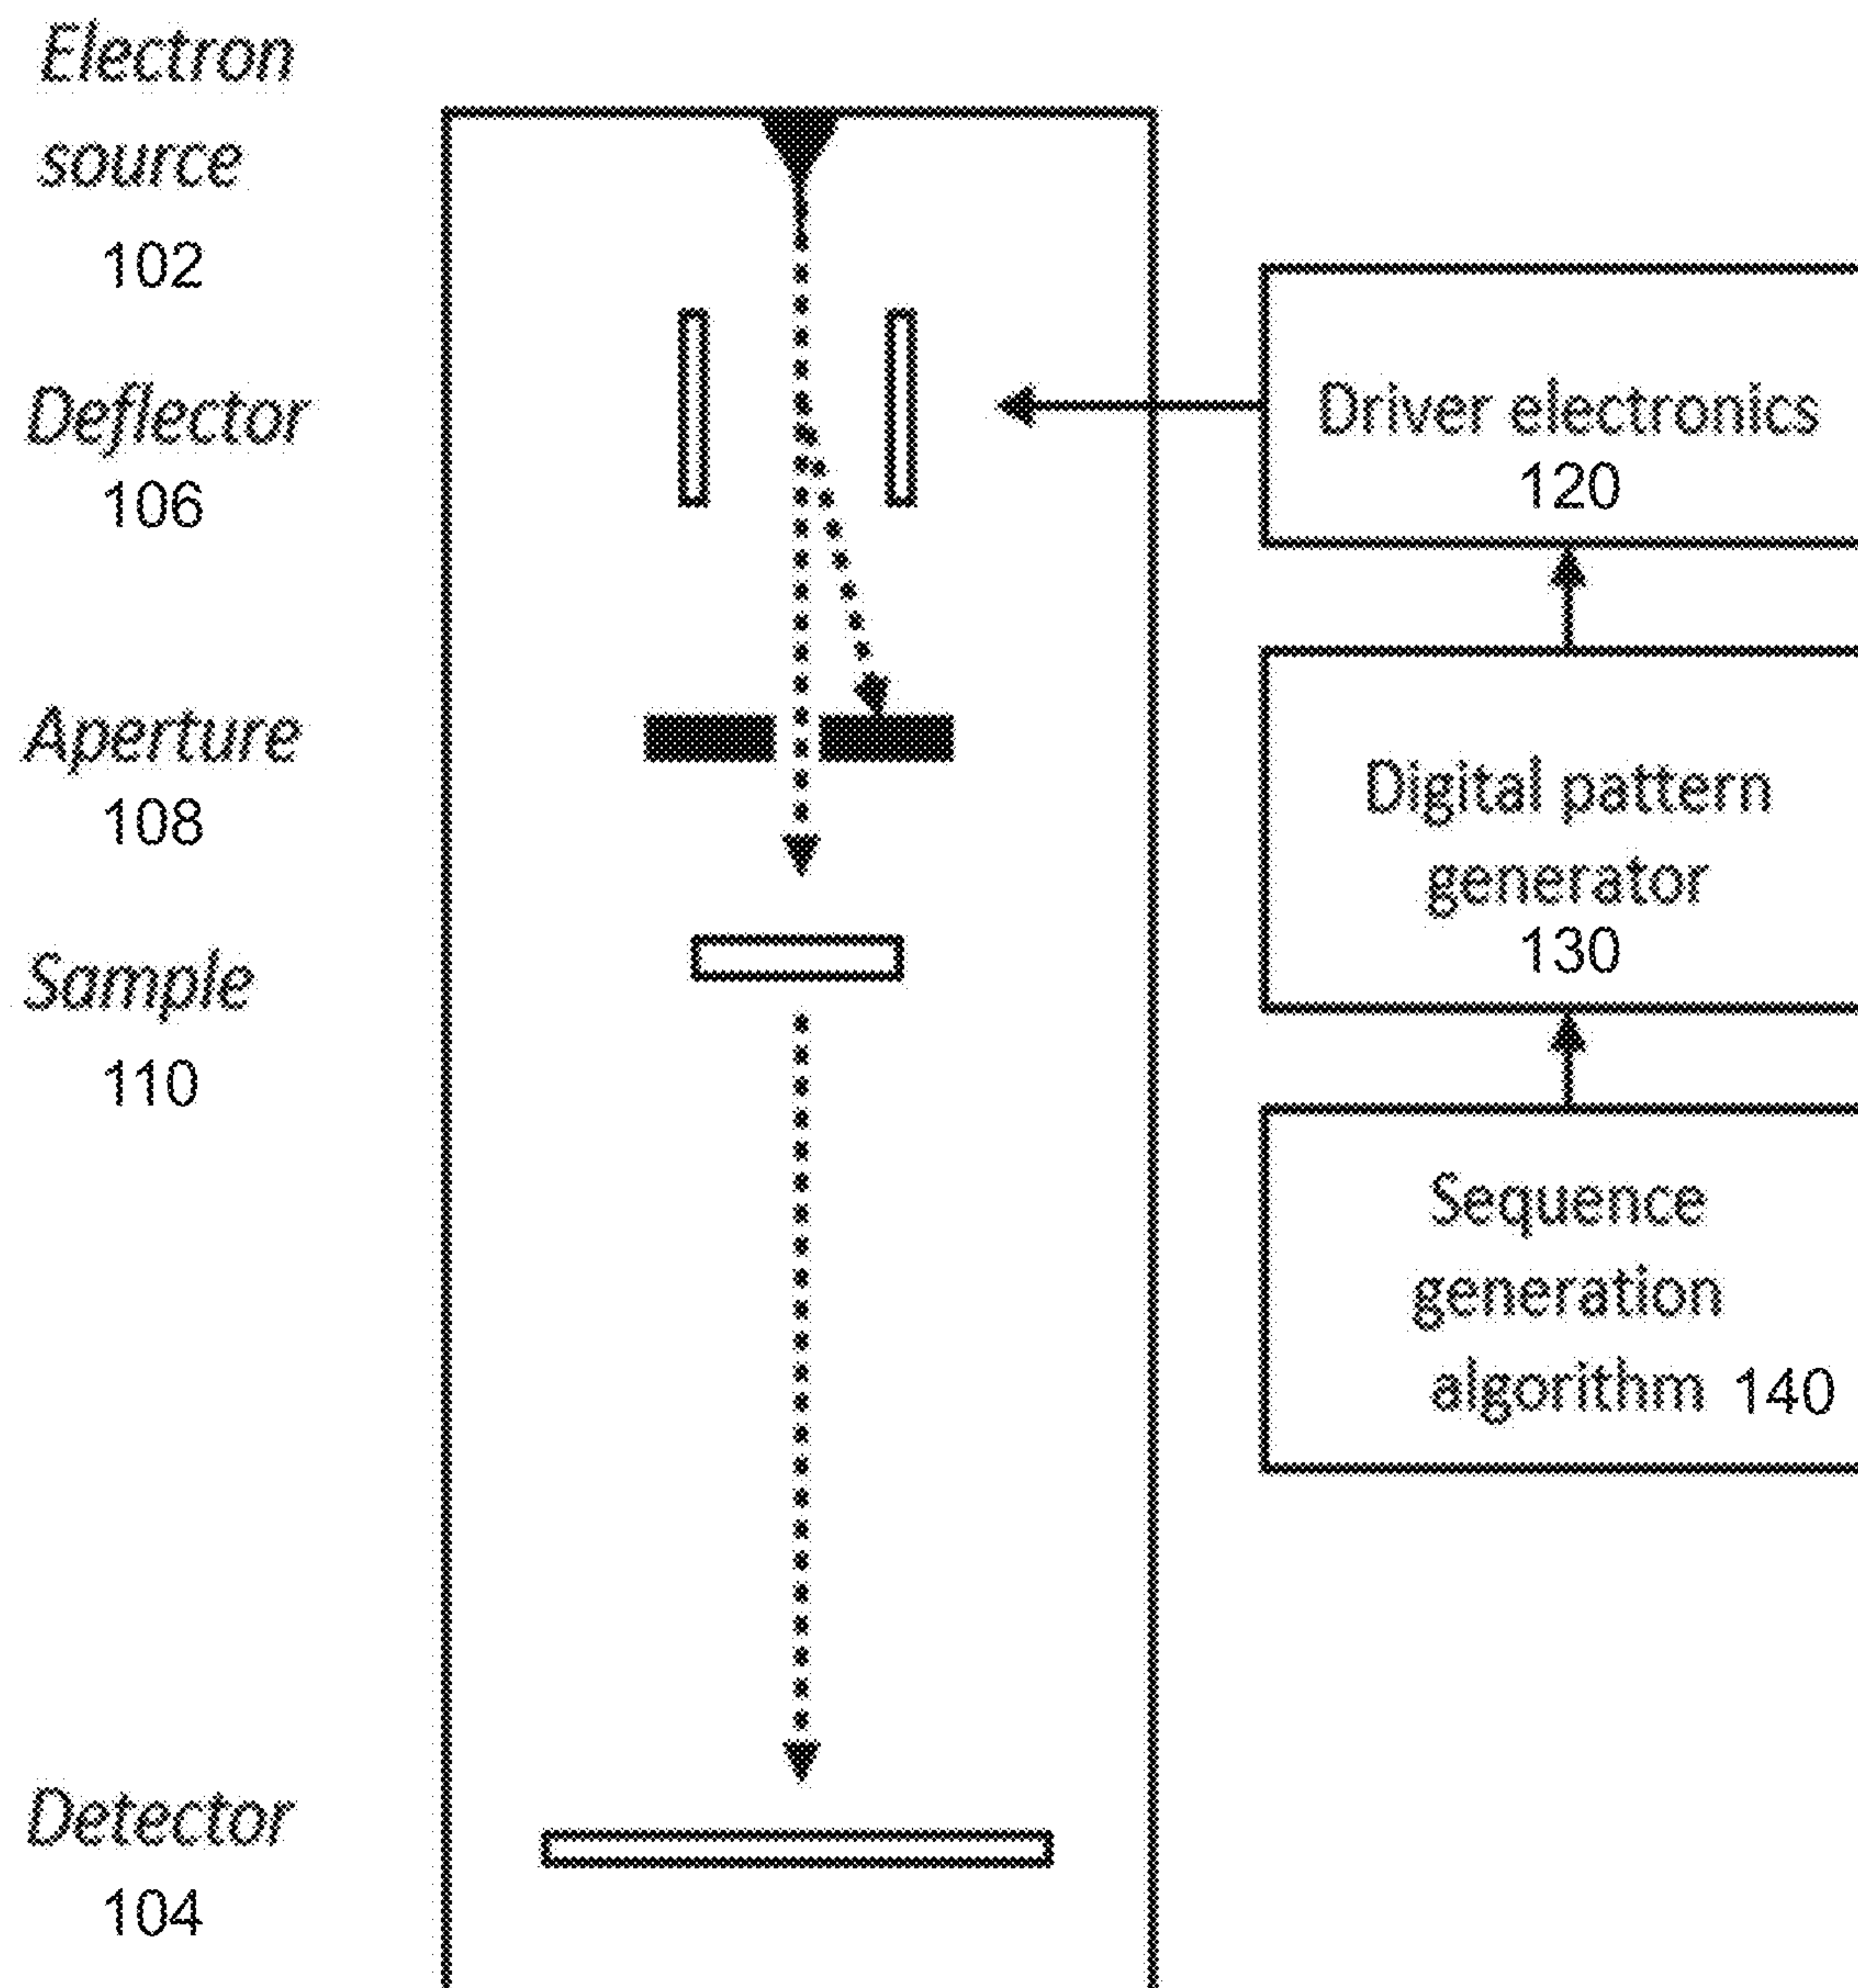 Electron
source
102
Deflector
106
Aperture
108
Sample
110
Detector
104
Driver electronics
120
Digital pattern
generator
130
Sequence
generation
algorithm 140